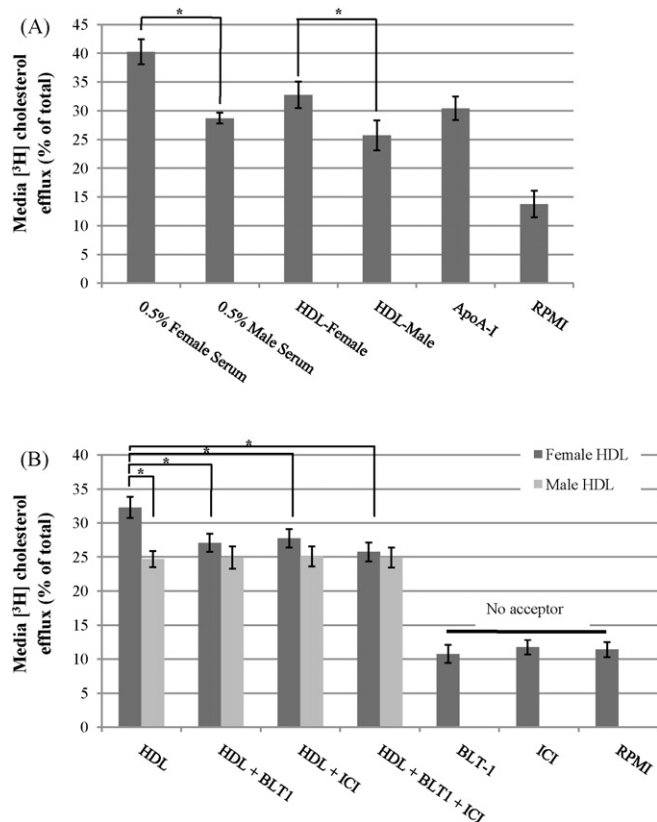 (A)
Media [³H] cholesterol
efflux (% of total)
45
40
35
30
25
20
15
10
5
0
*
*
0.5% Female Serum
0.5% Male Serum
HDL-Female
HDL-Male
ApoA-I
RPMI
(B)
Media [³H] cholesterol
efflux (% of total)
40
35
30
25
20
15
10
5
0
*
*
*
*
Female HDL
Male HDL
No acceptor
HDL
HDL + BLT1
HDL + ICI
HDL + BLT1 + ICI
BLT-1
ICI
RPMI